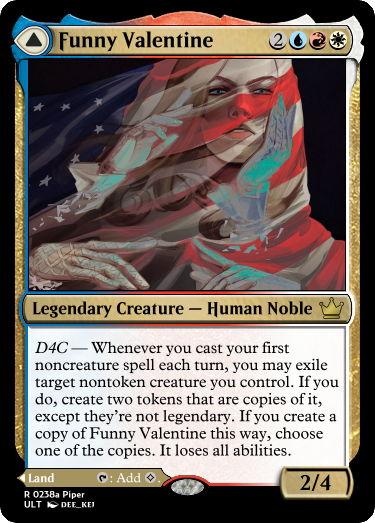 Funny Valentine 2
Legendary Creature — Human Noble
D4C — Whenever you cast your first
noncreature spell each turn, you may exile
target nontoken creature you control. If you
do, create two tokens that are copies of it,
except they're not legendary. If you create a
copy of Funny Valentine this way, choose
one of the copies. It loses all abilities.
Land : Add .
2/4
R 0238a Piper
ULT DEE_KEI